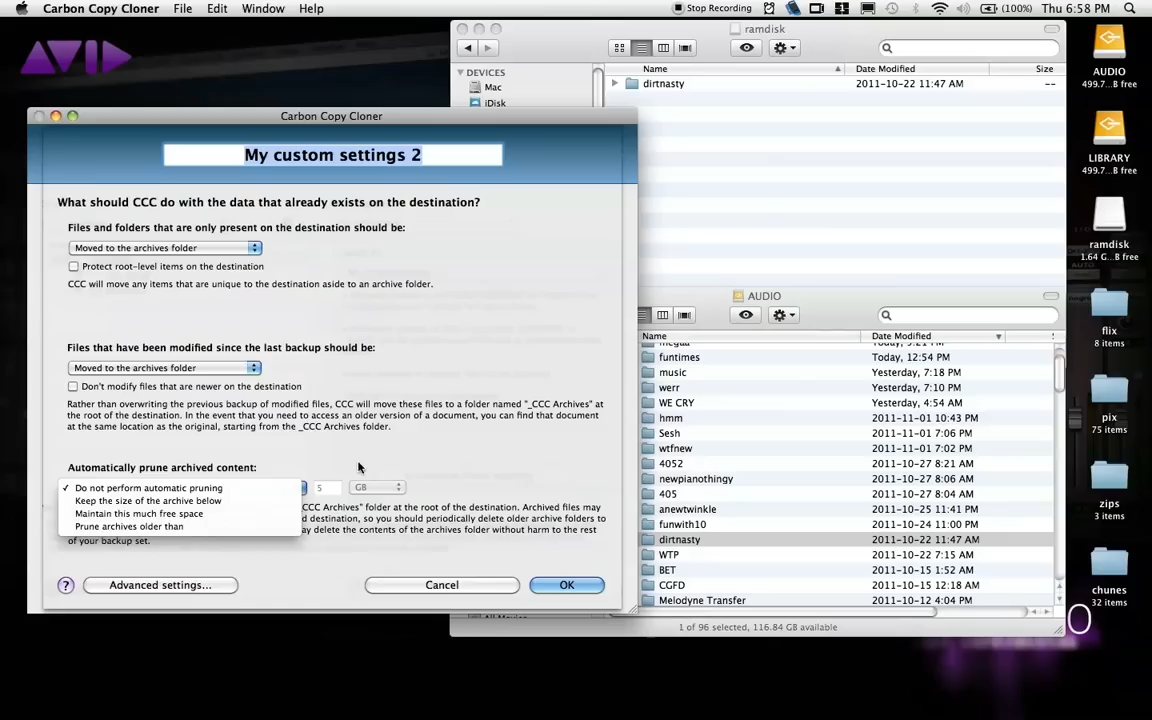 Carbon Copy Cloner File Edit Window Help Stop Recording (100%) Thu 6:58 PM
AVID
ramdisk
Name Date Modified Size
DEVICES
Mac
iDisk
dirtnasty 2011-10-22 11:47 AM --
AUDIO
499.7...B free
LIBRARY
499.7...B free
ramdisk
1.64 G...B free
flix
8 items
pix
75 items
zips
3 items
chunes
32 items
Carbon Copy Cloner
My custom settings 2
What should CCC do with the data that already exists on the destination?
Files and folders that are only present on the destination should be:
Moved to the archives folder
Protect root-level items on the destination
CCC will move any items that are unique to the destination aside to an archive folder.
Files that have been modified since the last backup should be:
Moved to the archives folder
Don't modify files that are newer on the destination
Rather than overwriting the previous backup of modified files, CCC will move these files to a folder named "_CCC Archives" at
the root of the destination. In the event that you need to access an older version of a document, you can find that document
at the same location as the original, starting from the _CCC Archives folder.
Automatically prune archived content:
✓ Do not perform automatic pruning
Keep the size of the archive below
Maintain this much free space
Prune archives older than
5 GB
CCC Archives" folder at the root of the destination. Archived files may
d destination, so you should periodically delete older archive folders to
ay delete the contents of the archives folder without harm to the rest
of your backup set.
? Advanced settings... Cancel OK
AUDIO
Name Date Modified
funtimes Today, 12:54 PM
music Yesterday, 7:18 PM
werr Yesterday, 7:10 PM
WE CRY Yesterday, 4:54 AM
hmm 2011-11-01 10:43 PM
Sesh 2011-11-01 7:06 PM
wtfnew 2011-11-01 7:02 PM
4052 2011-10-27 8:21 AM
newpianothingy 2011-10-27 8:06 AM
405 2011-10-27 8:04 AM
anewtwinkle 2011-10-25 11:41 PM
funwith10 2011-10-24 11:00 PM
dirtnasty 2011-10-22 11:47 AM
WTP 2011-10-22 7:15 AM
BET 2011-10-15 1:52 AM
CGFD 2011-10-15 12:18 AM
Melodyne Transfer 2011-10-12 4:04 PM
1 of 96 selected, 116.84 GB available